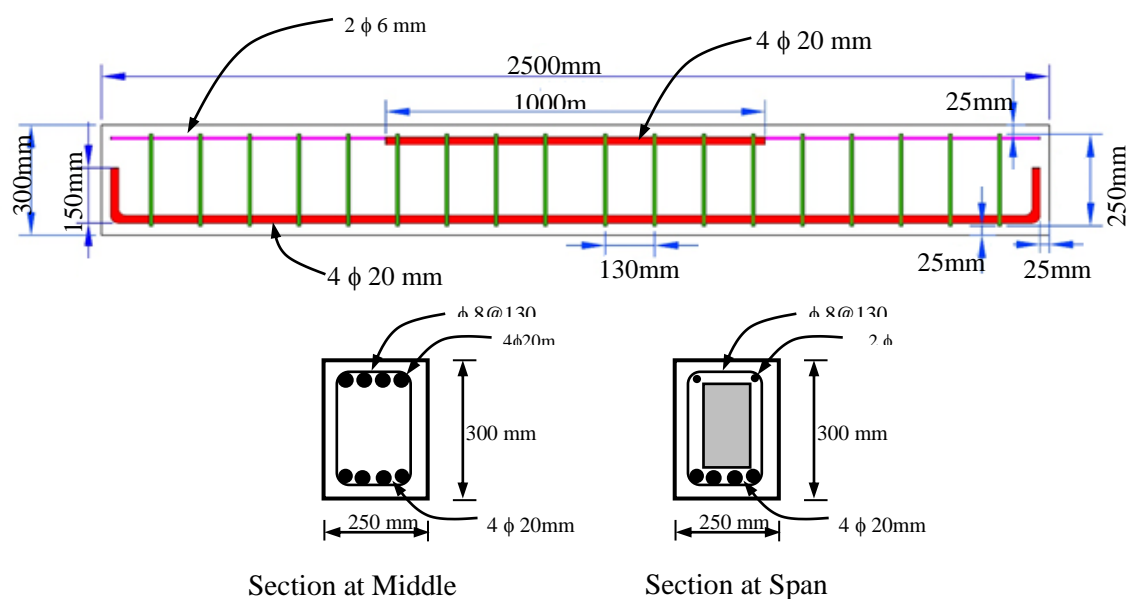 2 ϕ 6 mm
4 ϕ 20 mm
2500mm
1000m
25mm
300mm
150mm
250mm
130mm
25mm
25mm
4 ϕ 20 mm
ϕ 8@130
4ϕ20m
300 mm
4 ϕ 20mm
250 mm
ϕ 8@130
2 ϕ
300 mm
4 ϕ 20mm
250 mm
Section at Middle
Section at Span